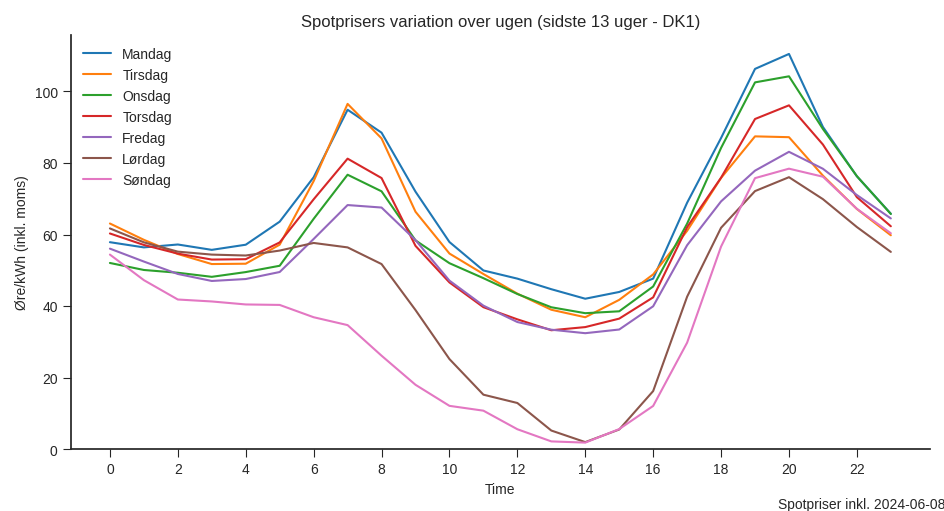 Spotprisers variation over ugen (sidste 13 uger - DK1)
Mandag
Tirsdag
Onsdag
Torsdag
Fredag
Lørdag
Søndag
Øre/kWh (inkl. moms)
100
80
60
40
20
0
0 2 4 6 8 10 12 14 16 18 20 22
Time
Spotpriser inkl. 2024-06-08